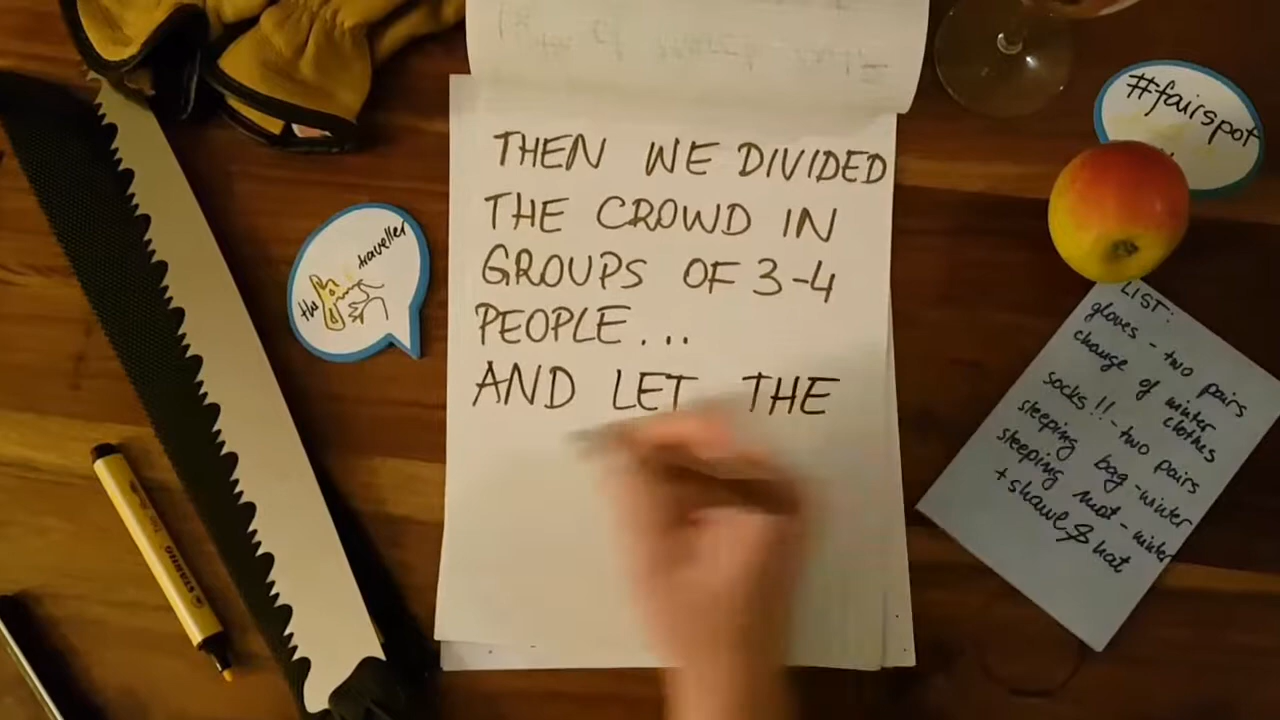 THEN WE DIVIDED
THE CROWD IN
GROUPS OF 3-4
PEOPLE...
AND LET THE
the
traveller
#fairspot
LIST:
gloves - two pairs
change of winter
clothes
socks!! - two pairs
sleeping bag - winter
sleeping mat - winter
+ shawl & hat
STABILO